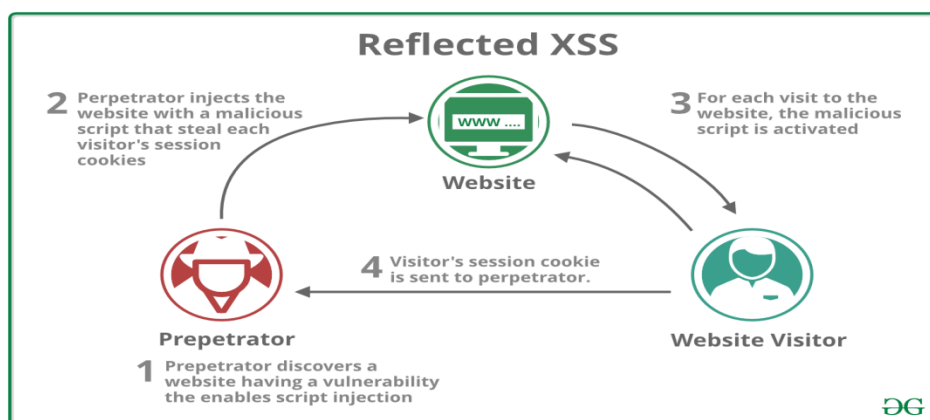 Reflected XSS
2 Perpetrator injects the
website with a malicious
script that steal each
visitor's session
cookies
www ....
Website
3 For each visit to the
website, the malicious
script is activated
4 Visitor's session cookie
is sent to perpetrator.
Prepetrator
Website Visitor
1 Prepetrator discovers a
website having a vulnerability
the enables script injection